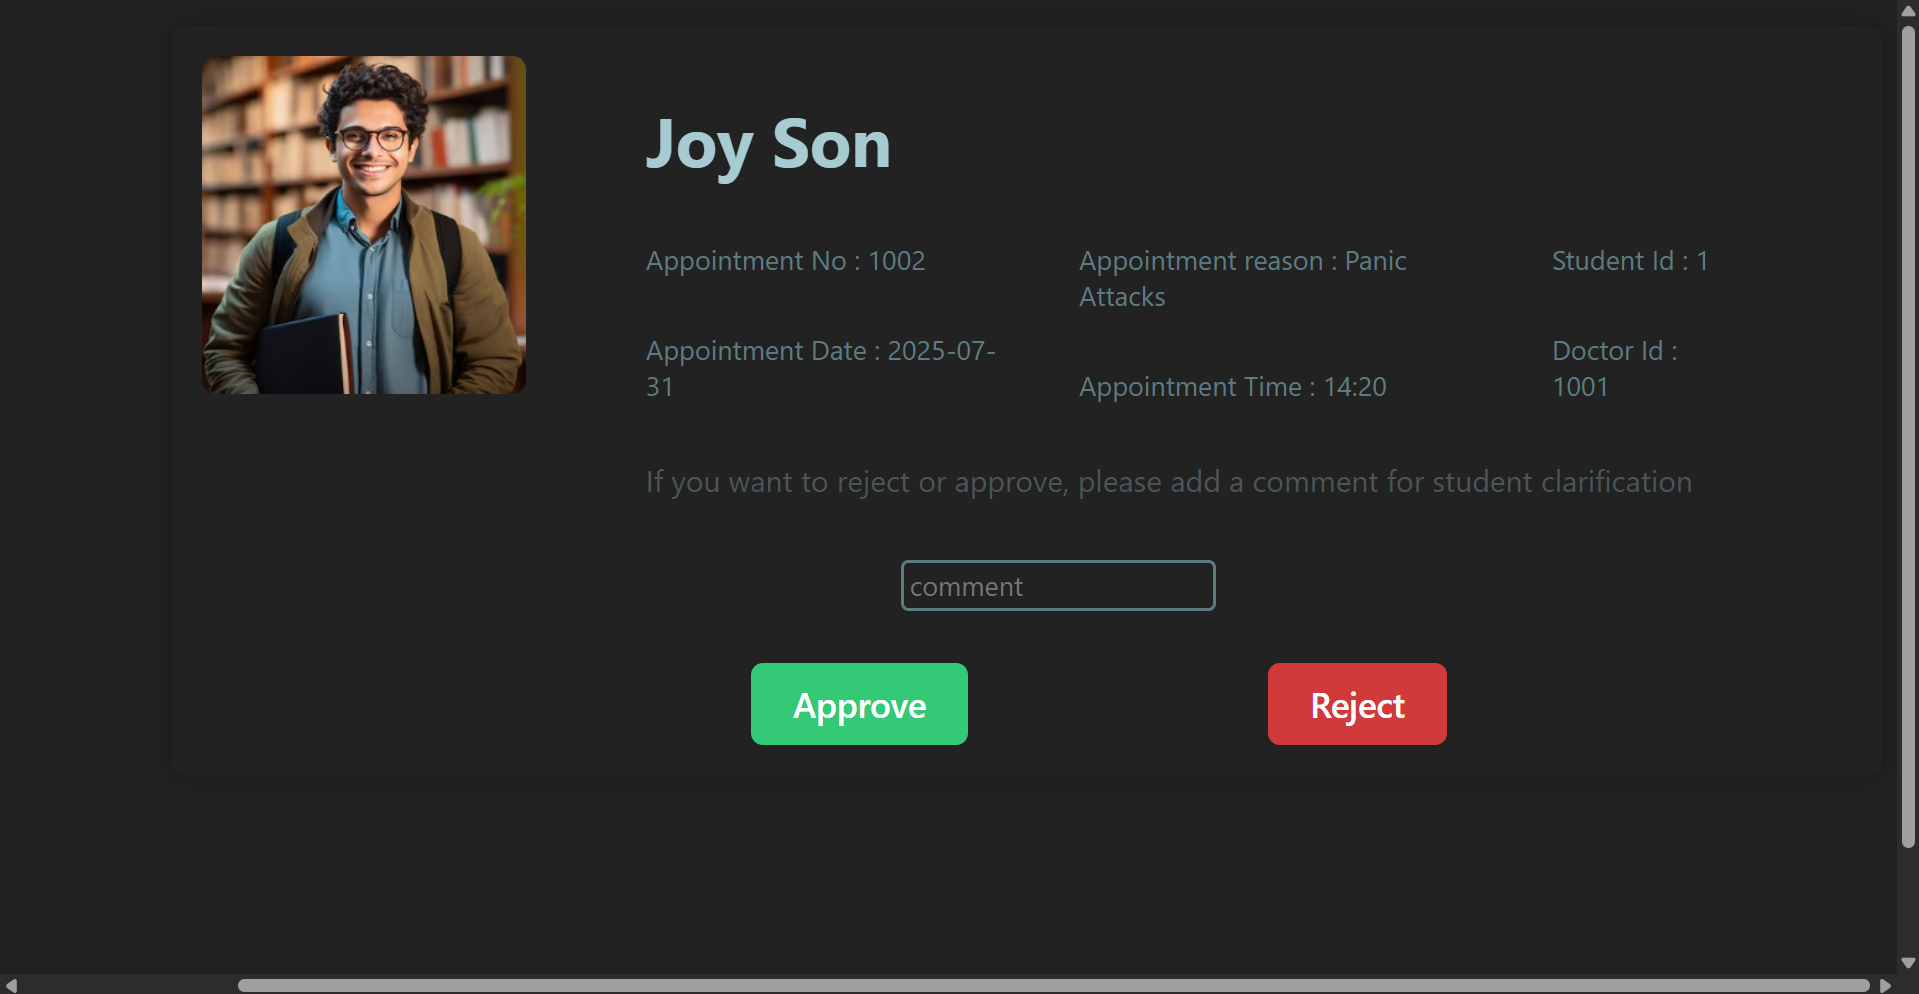 Joy Son
Appointment No : 1002
Appointment reason : Panic
Attacks
Student Id : 1
Appointment Date : 2025-07-
31
Appointment Time : 14:20
Doctor Id :
1001
If you want to reject or approve, please add a comment for student clarification
comment
Approve
Reject